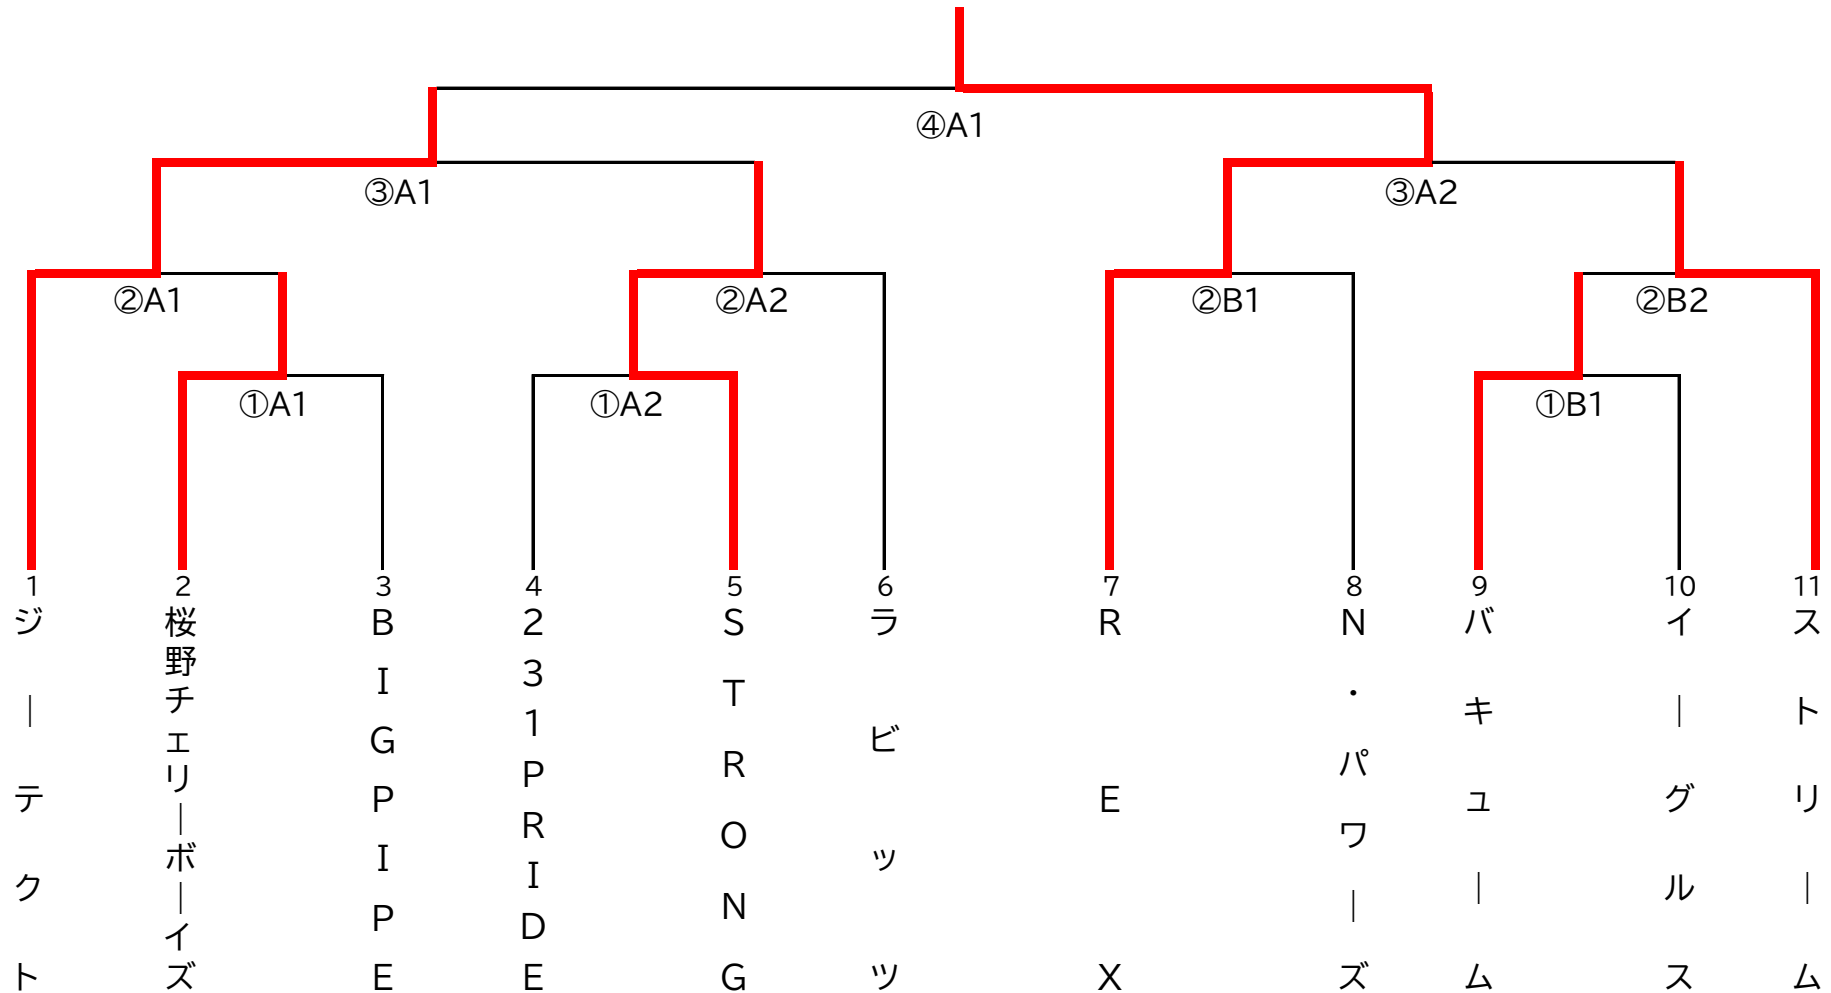 ④A1
③A1
③A2
②A1
②A2
②B1
②B2
①A1
①A2
①B1
1
2
3
4
5
6
7
8
9
10
11
ジーテクト
桜野チェリーボーイズ
BIGPIPE
231PRIDE
STRONG
ラビッツ
REX
N・パワーズ
バキューム
イーグルス
ストリーム